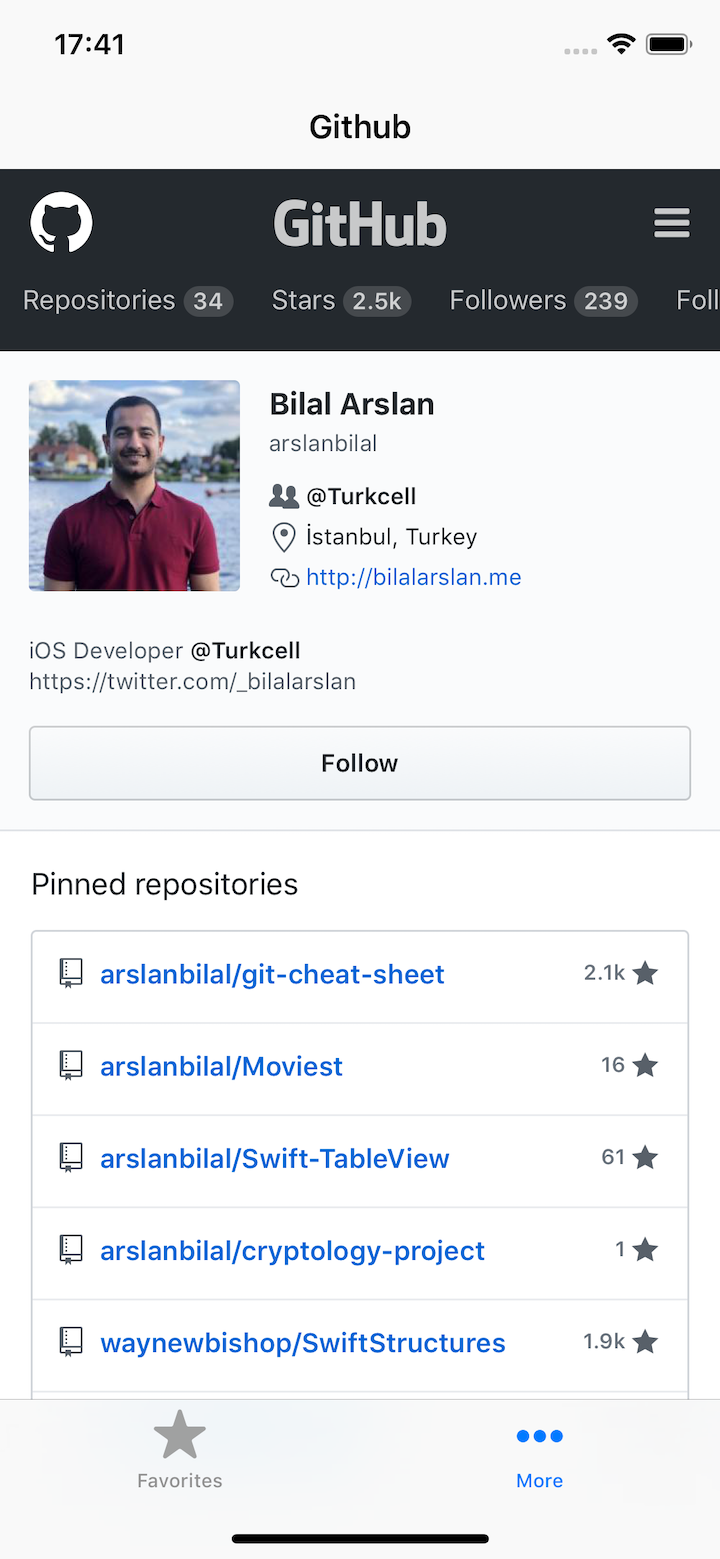 17:41
Github
GitHub
Repositories 34 Stars 2.5k Followers 239 Foll
Bilal Arslan
arslanbilal
@Turkcell
İstanbul, Turkey
http://bilalarslan.me
iOS Developer @Turkcell
https://twitter.com/_bilalarslan
Follow
Pinned repositories
arslanbilal/git-cheat-sheet 2.1k
arslanbilal/Moviest 16
arslanbilal/Swift-TableView 61
arslanbilal/cryptology-project 1
waynewbishop/SwiftStructures 1.9k
Favorites More